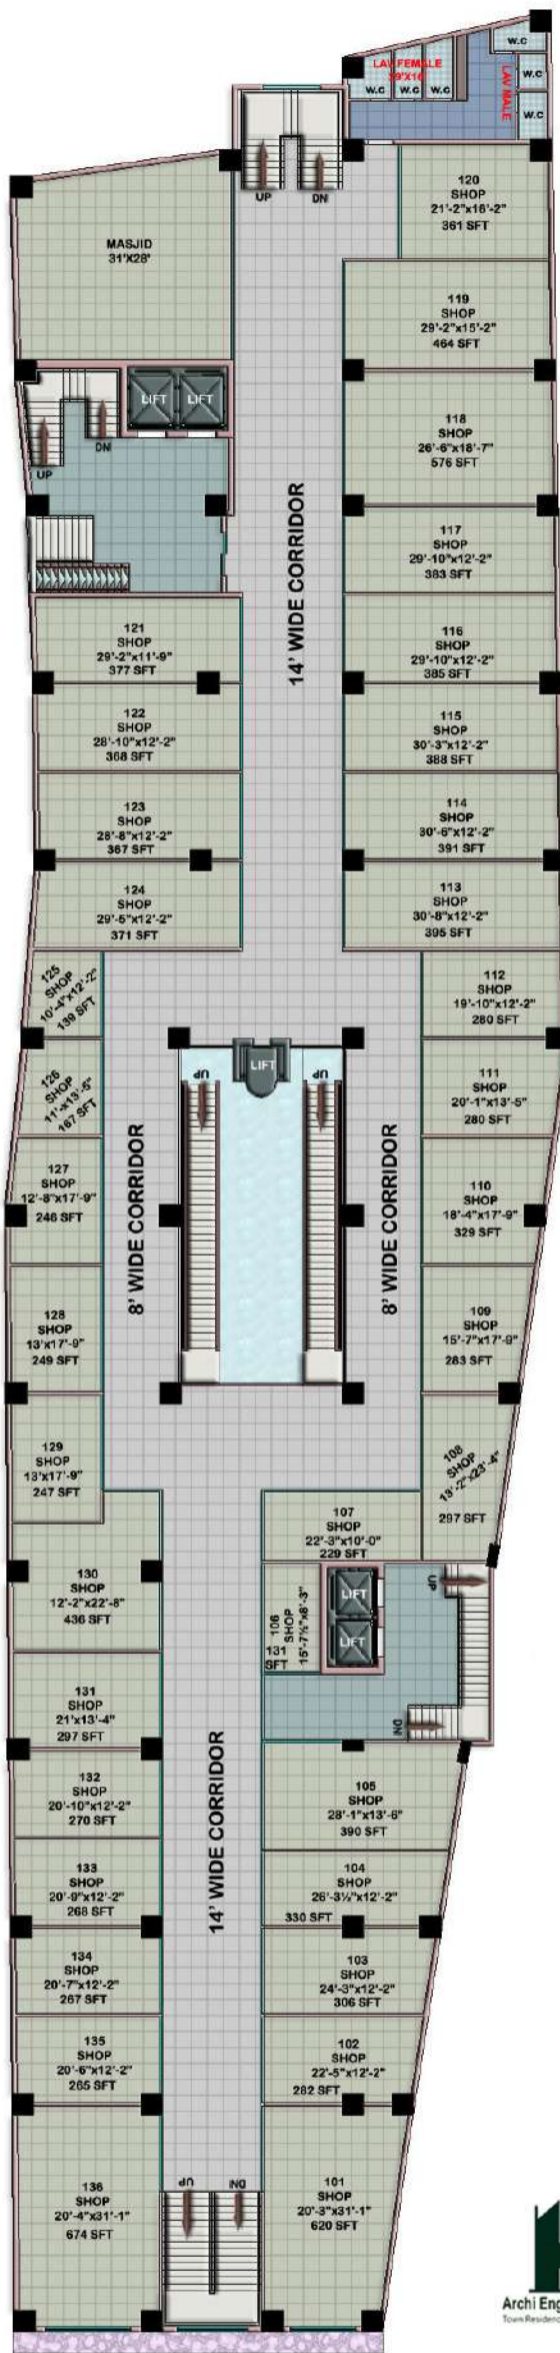 W.C
LAV FEMALE
W.C
W.C
W.C
LAV MALE
W.C
W.C
120
SHOP
21'-2"x16'-2"
361 SFT
UP
DN
MASJID
31'X28'
119
SHOP
29'-2"x15'-2"
464 SFT
LIFT
LIFT
118
SHOP
26'-6"x18'-7"
576 SFT
DN
UP
14' WIDE CORRIDOR
117
SHOP
29'-10"x12'-2"
383 SFT
121
SHOP
29'-2"x11'-9"
377 SFT
116
SHOP
29'-10"x12'-2"
385 SFT
122
SHOP
28'-10"x12'-2"
368 SFT
115
SHOP
30'-3"x12'-2"
388 SFT
123
SHOP
28'-8"x12'-2"
367 SFT
114
SHOP
30'-6"x12'-2"
391 SFT
124
SHOP
29'-5"x12'-2"
371 SFT
113
SHOP
30'-8"x12'-2"
395 SFT
125
SHOP
10'-4"x12'-2"
139 SFT
112
SHOP
19'-10"x12'-2"
280 SFT
126
SHOP
11'x13'-5"
167 SFT
UP
LIFT
UP
111
SHOP
20'-1"x13'-5"
280 SFT
127
SHOP
12'-8"x17'-9"
246 SFT
8' WIDE CORRIDOR
8' WIDE CORRIDOR
110
SHOP
18'-4"x17'-9"
329 SFT
128
SHOP
13'x17'-9"
249 SFT
109
SHOP
15'-7"x17'-9"
283 SFT
129
SHOP
13'x17'-9"
247 SFT
108
SHOP
13'-2"x23'-4"
297 SFT
107
SHOP
22'-3"x10'-0"
229 SFT
130
SHOP
12'-2"x22'-8"
436 SFT
106
SHOP
15'-7½"x8'-3"
131
SFT
LIFT
LIFT
UP
DN
131
SHOP
21'x13'-4"
297 SFT
14' WIDE CORRIDOR
132
SHOP
20'-10"x12'-2"
270 SFT
105
SHOP
28'-1"x13'-6"
390 SFT
133
SHOP
20'-9"x12'-2"
268 SFT
104
SHOP
26'-3½"x12'-2"
330 SFT
134
SHOP
20'-7"x12'-2"
267 SFT
103
SHOP
24'-3"x12'-2"
306 SFT
135
SHOP
20'-6"x12'-2"
265 SFT
102
SHOP
22'-5"x12'-2"
282 SFT
136
SHOP
20'-4"x31'-1"
674 SFT
UP
DN
101
SHOP
20'-3"x31'-1"
620 SFT
Archi Eng
Town Residenc